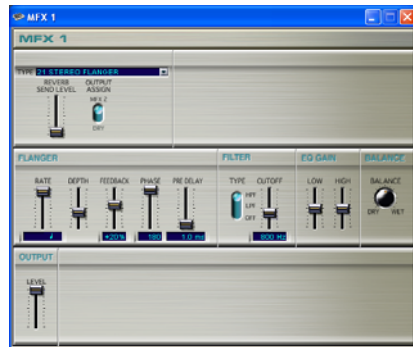 MFX 1
MFX 1
TYPE 21:STEREO FLANGER
REVERB SEND LEVEL
OUTPUT ASSIGN
MFX 2
DRY
FLANGER
FILTER
EQ GAIN
BALANCE
RATE DEPTH FEEDBACK PHASE PRE DELAY
TYPE CUTOFF
LOW HIGH
BALANCE
HPF
LPF
OFF
DRY WET
+20% 180 1.0 ms
800 Hz
OUTPUT
LEVEL